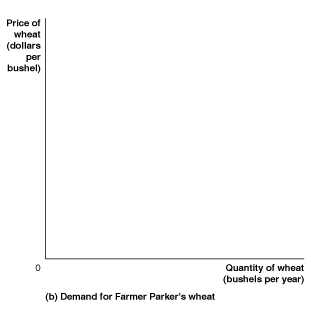 Price of
wheat
(dollars
per
bushel)
0
Quantity of wheat
(bushels per year)
(b) Demand for Farmer Parker's wheat